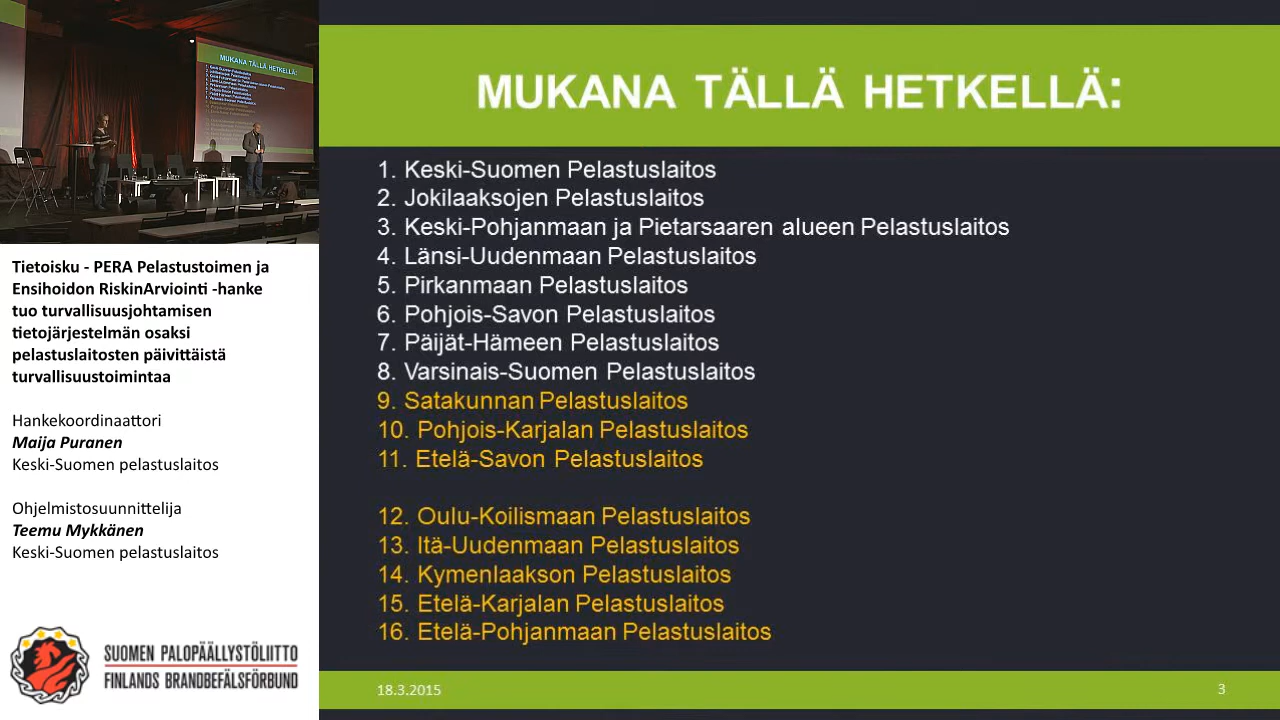 MUKANA TÄLLÄ HETKELLÄ:
Tietoisku - PERA Pelastustoimen ja
Ensihoidon RiskinArviointi -hanke
tuo turvallisuusjohtamisen
tietojärjestelmän osaksi
pelastuslaitosten päivittäistä
turvallisuustoimintaa
Hankekoordinaattori
Maija Puranen
Keski-Suomen pelastuslaitos
Ohjelmistosuunnittelija
Teemu Mykkänen
Keski-Suomen pelastuslaitos
SUOMEN PALOPÄÄLLYSTÖLIITTO
FINLANDS BRANDBEFÄLSFÖRBUND
MUKANA TÄLLÄ HETKELLÄ:
1. Keski-Suomen Pelastuslaitos
2. Jokilaaksojen Pelastuslaitos
3. Keski-Pohjanmaan ja Pietarsaaren alueen Pelastuslaitos
4. Länsi-Uudenmaan Pelastuslaitos
5. Pirkanmaan Pelastuslaitos
6. Pohjois-Savon Pelastuslaitos
7. Päijät-Hämeen Pelastuslaitos
8. Varsinais-Suomen Pelastuslaitos
9. Satakunnan Pelastuslaitos
10. Pohjois-Karjalan Pelastuslaitos
11. Etelä-Savon Pelastuslaitos
12. Oulu-Koilismaan Pelastuslaitos
13. Itä-Uudenmaan Pelastuslaitos
14. Kymenlaakson Pelastuslaitos
15. Etelä-Karjalan Pelastuslaitos
16. Etelä-Pohjanmaan Pelastuslaitos
18.3.2015
3